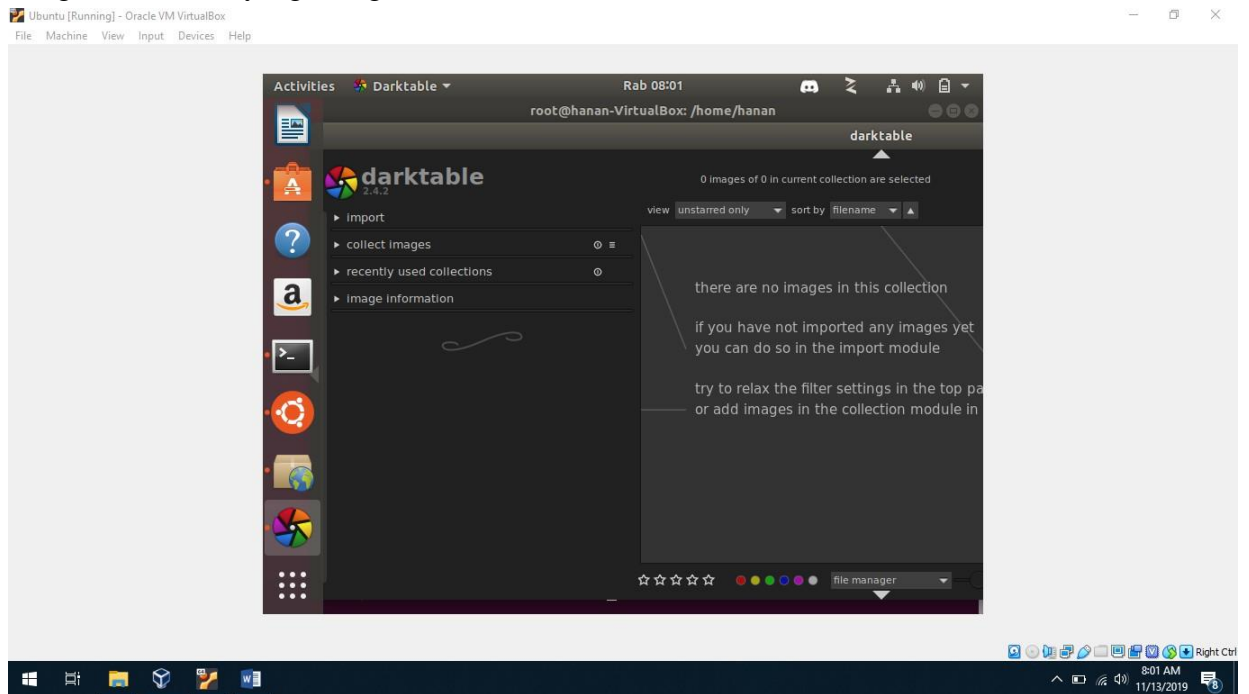 Ubuntu [Running] - Oracle VM VirtualBox
File Machine View Input Devices Help
Activities Darktable Rab 08:01
root@hanan-VirtualBox: /home/hanan
darktable
darktable
2.4.2
0 images of 0 in current collection are selected
view unstarred only sort by filename
import
collect images
recently used collections
image information
there are no images in this collection
if you have not imported any images yet
you can do so in the import module
try to relax the filter settings in the top pa
or add images in the collection module in
file manager
Right Ctrl
8:01 AM
11/13/2019
8